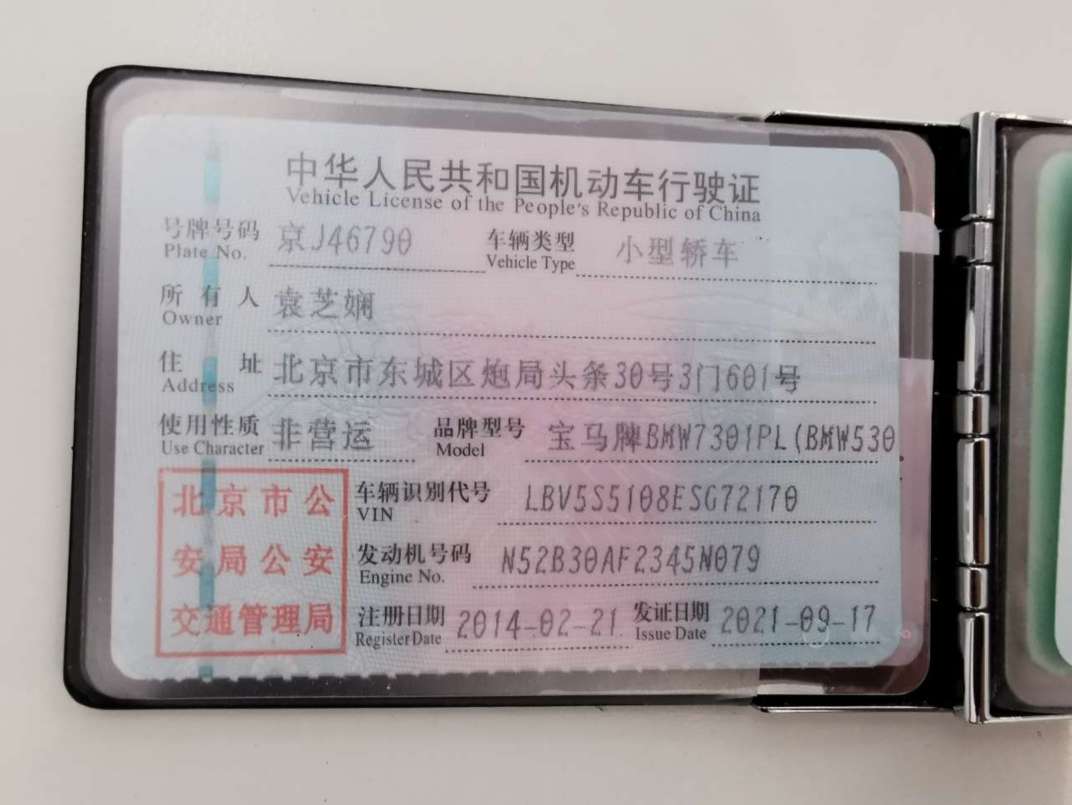 中华人民共和国机动车行驶证
Vehicle License of the People's Republic of China
号牌号码 京J46790 车辆类型 小型轿车
Plate No. Vehicle Type
所有人 袁芝娴
Owner
住址 北京市东城区炮局头条30号3门601号
Address
使用性质 非营运 品牌型号 宝马牌BMW7301PL(BMW530
Use Character Model
北京市公安局公安交通管理局
车辆识别代号 LBV5S5108ESG72170
VIN
发动机号码 N52B30AF2345N079
Engine No.
注册日期 2014-02-21 发证日期 2021-09-17
Register Date Issue Date